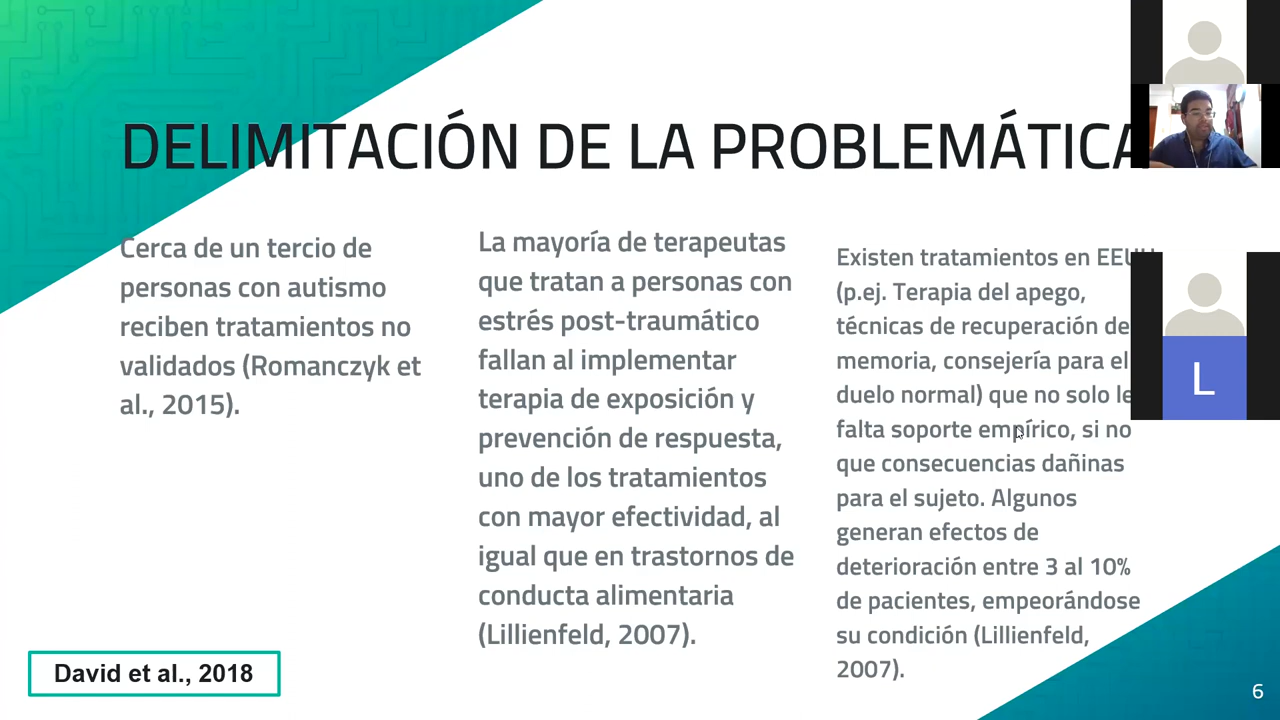 DELIMITACIÓN DE LA PROBLEMÁTICA
Cerca de un tercio de
personas con autismo
reciben tratamientos no
validados (Romanczyk et
al., 2015).
La mayoría de terapeutas
que tratan a personas con
estrés post-traumático
fallan al implementar
terapia de exposición y
prevención de respuesta,
uno de los tratamientos
con mayor efectividad, al
igual que en trastornos de
conducta alimentaria
(Lillienfeld, 2007).
Existen tratamientos en EEUU
(p.ej. Terapia del apego,
técnicas de recuperación de
memoria, consejería para el
duelo normal) que no solo le
falta soporte empírico, si no
que consecuencias dañinas
para el sujeto. Algunos
generan efectos de
deterioración entre 3 al 10%
de pacientes, empeorándose
su condición (Lillienfeld,
2007).
L
David et al., 2018
6